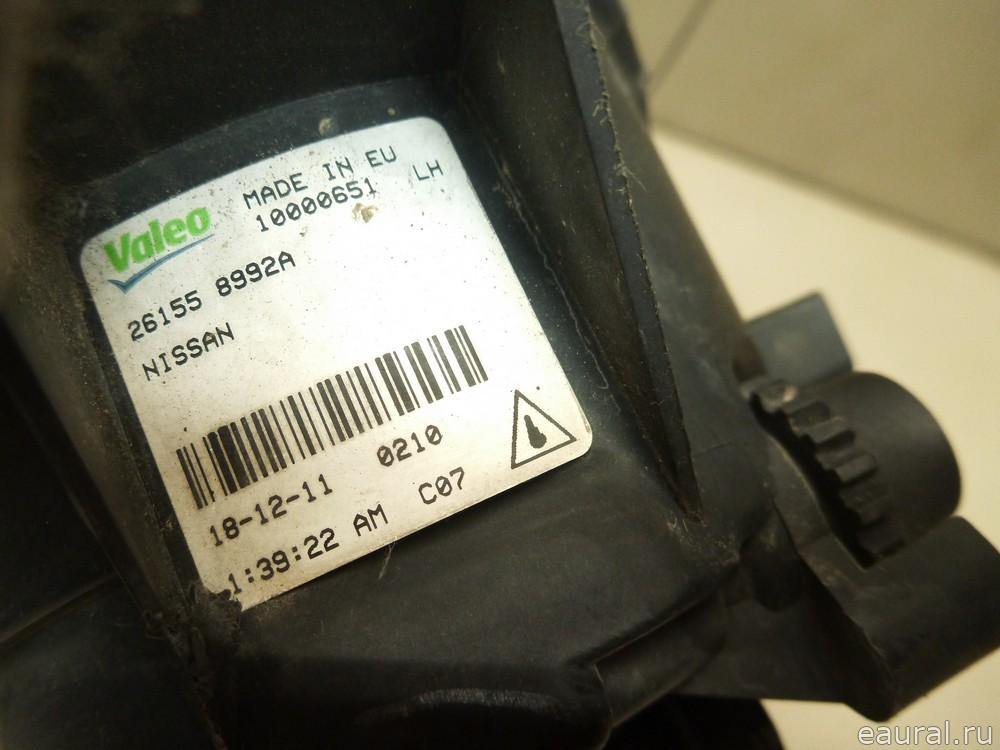 Valeo
MADE IN EU
10000651 LH
26155 8992A
NISSAN
0210
18-12-11
1:39:22 AM C07
eaural.ru